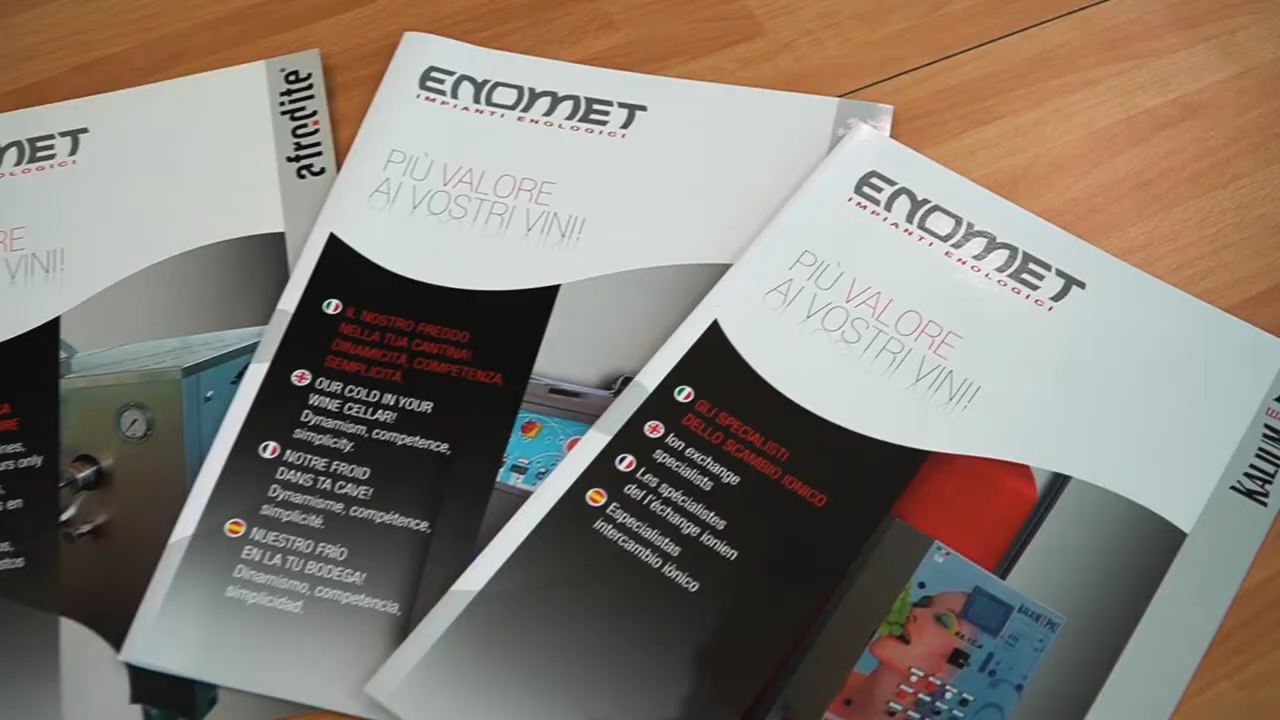 MET
OLOGICI
RE
VINI!
afrodite
ENOMET
IMPIANTI ENOLOGICI
PIÙ VALORE
AI VOSTRI VINI!
IL NOSTRO FREDDO
NELLA TUA CANTINA!
DINAMICITÀ, COMPETENZA
SEMPLICITÀ
OUR COLD IN YOUR
WINE CELLAR!
Dynamism, competence,
simplicity.
NOTRE FROID
DANS TA CAVE!
Dynamisme, compétence,
simplicité.
NUESTRO FRÍO
EN LA TU BODEGA!
Dinamismo, competencia,
simplicidad.
ENOMET
IMPIANTI ENOLOGICI
PIÙ VALORE
AI VOSTRI VINI!
GLI SPECIALISTI
DELLO SCAMBIO IONICO
Ion exchange
specialists
Les spécialistes
del l'échange ionien
Especialistas
intercambio iónico
KALIUM